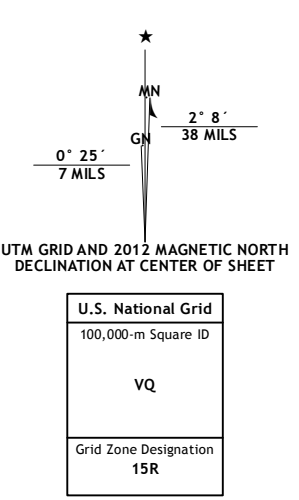 MN
GN
2° 8´
38 MILS
0° 25´
7 MILS
UTM GRID AND 2012 MAGNETIC NORTH
DECLINATION AT CENTER OF SHEET
U.S. National Grid
100,000-m Square ID
VQ
Grid Zone Designation
15R